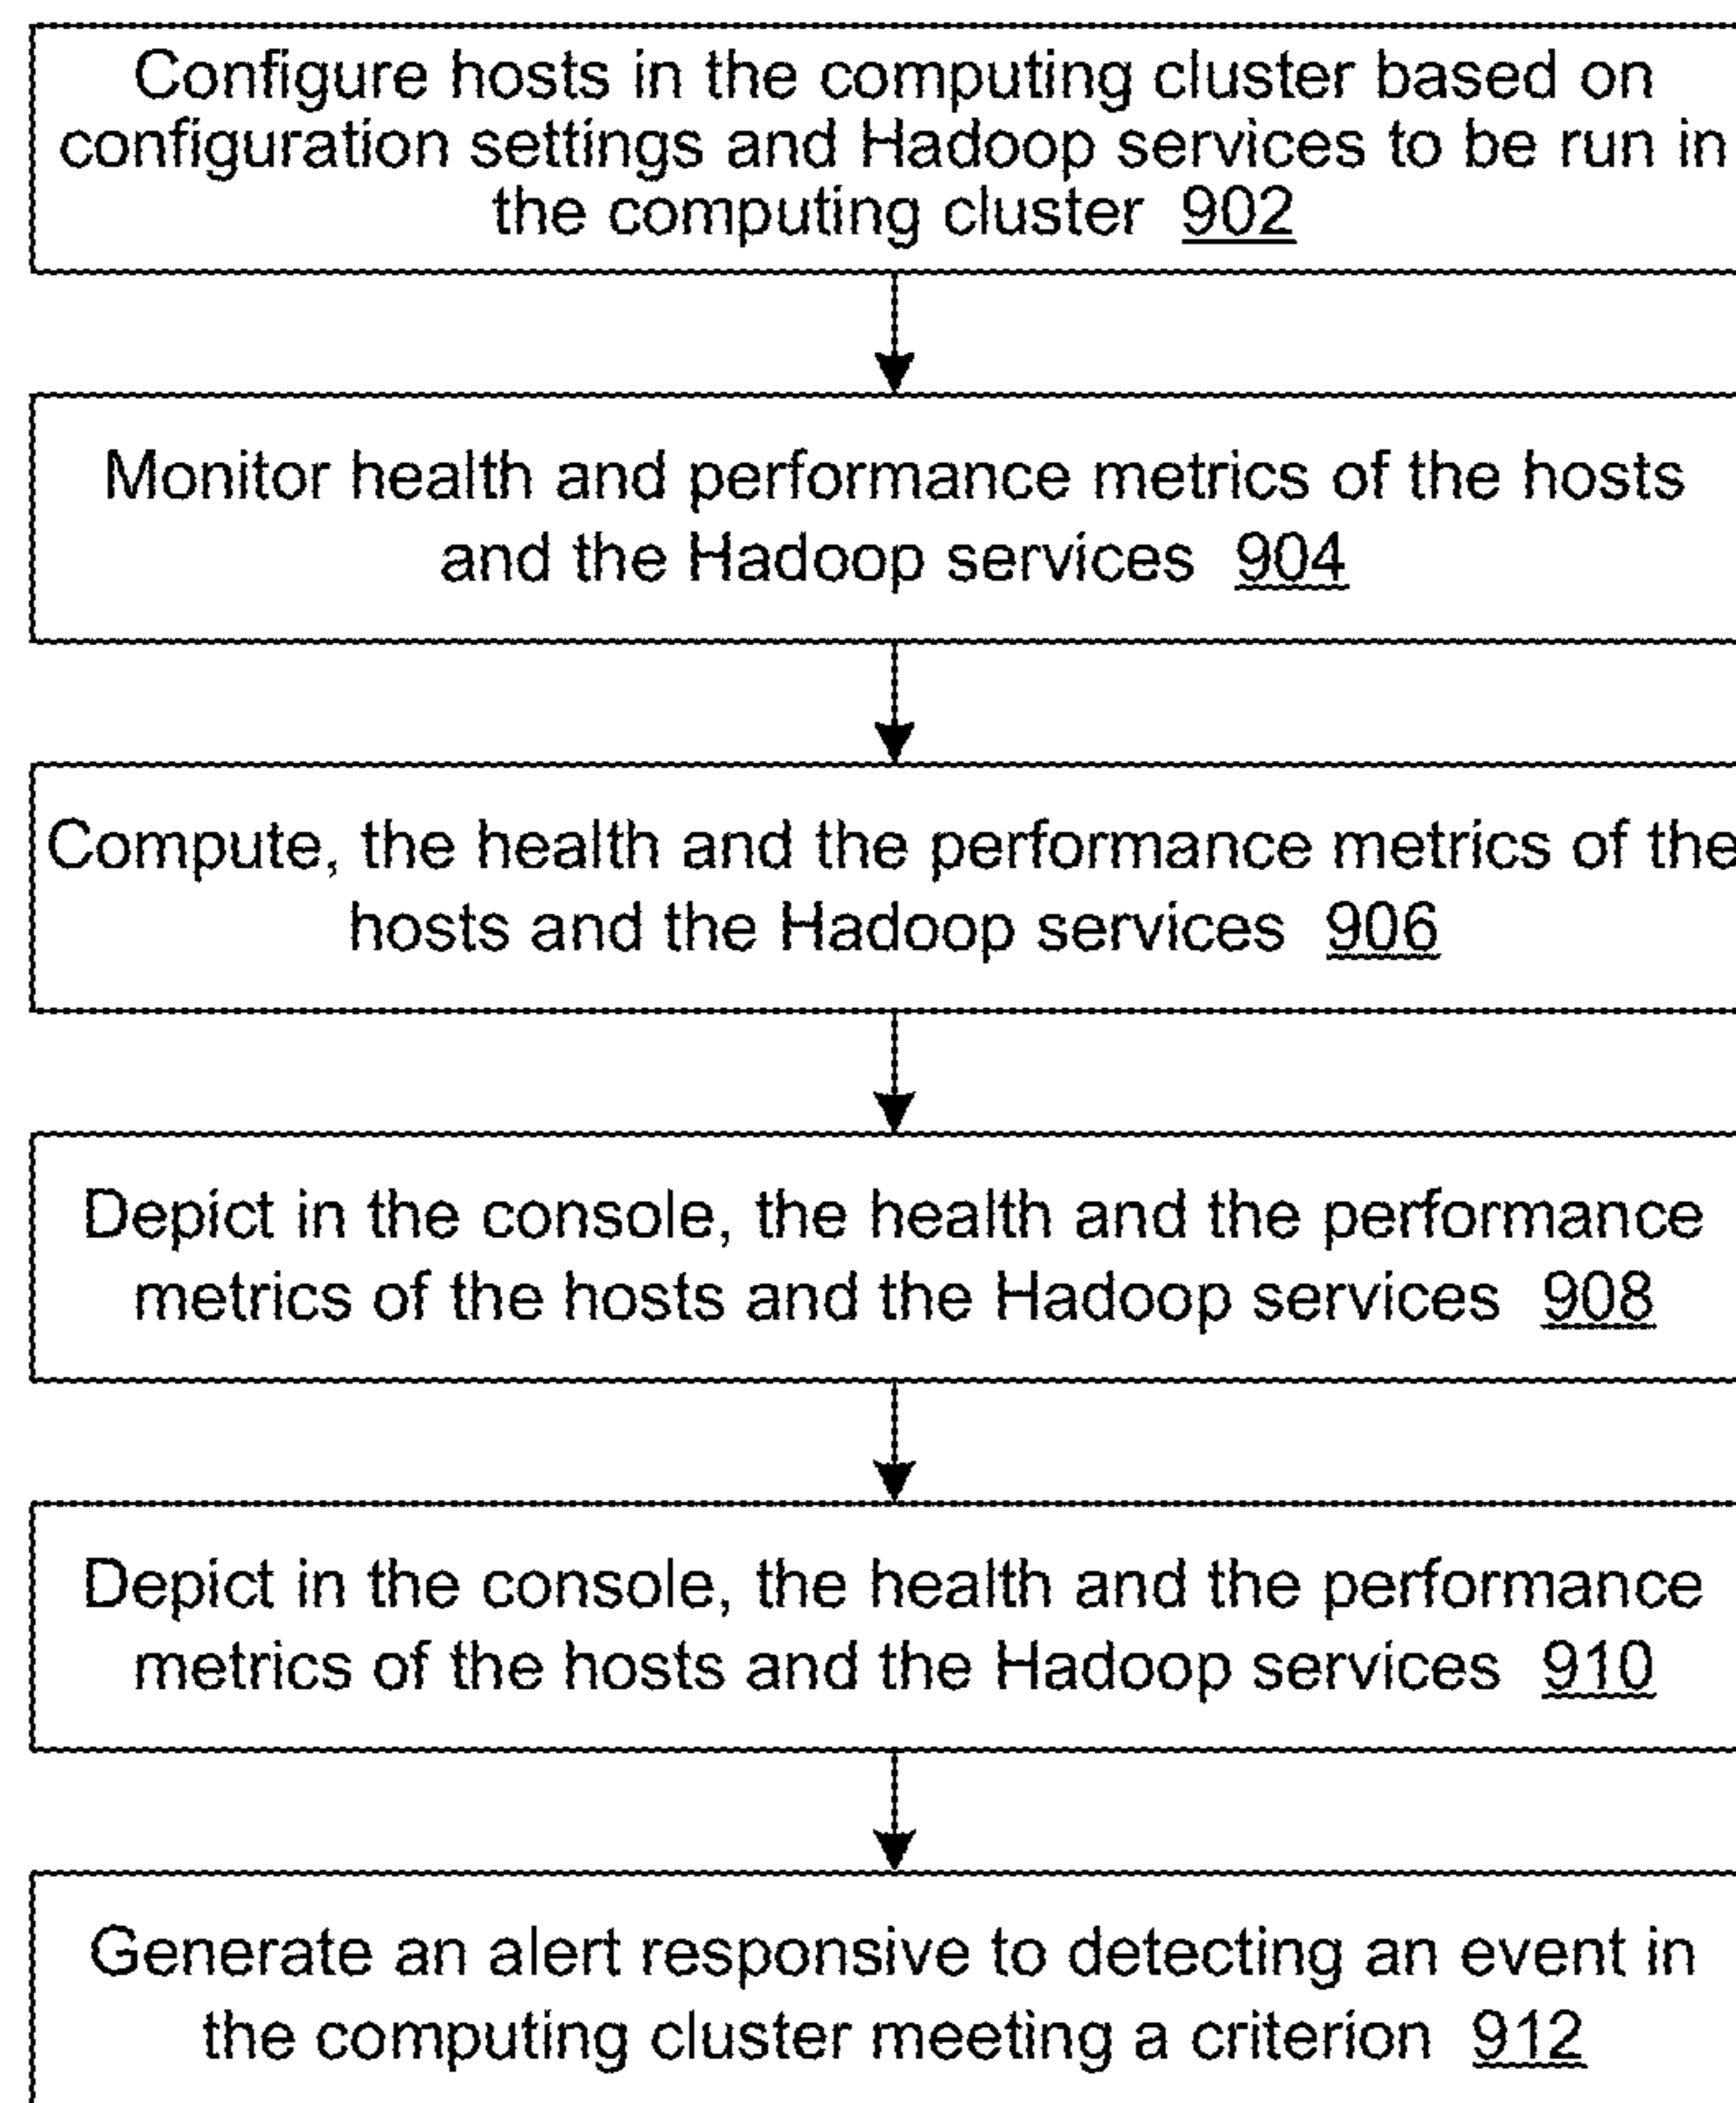 Configure hosts in the computing cluster based on
configuration settings and Hadoop services to be run in
the computing cluster 902
Monitor health and performance metrics of the hosts
and the Hadoop services 904
Compute, the health and the performance metrics of the
hosts and the Hadoop services 906
Depict in the console, the health and the performance
metrics of the hosts and the Hadoop services 908
Depict in the console, the health and the performance
metrics of the hosts and the Hadoop services 910
Generate an alert responsive to detecting an event in
the computing cluster meeting a criterion 912